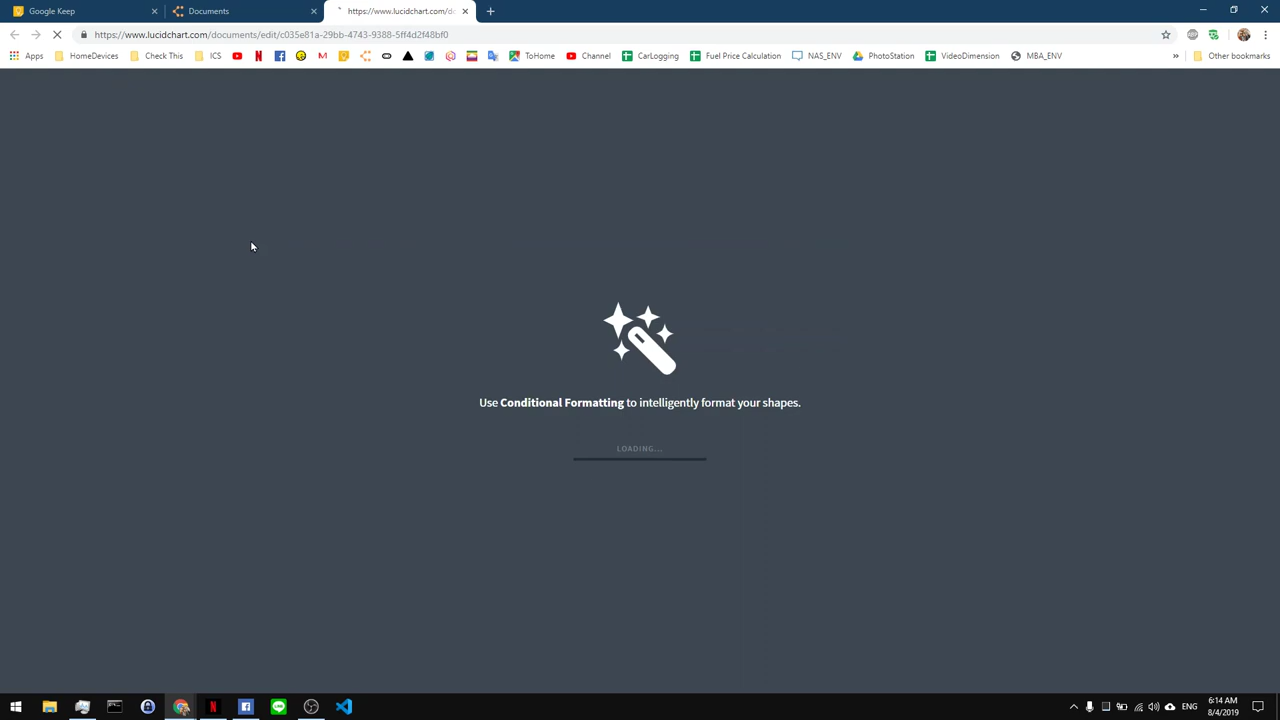 Google Keep
Documents
https://www.lucidchart.com/do
https://www.lucidchart.com/documents/edit/c035e81a-29bb-4743-9388-5ff4d2f48bf0
Apps HomeDevices Check This ICS ToHome Channel CarLogging Fuel Price Calculation NAS_ENV PhotoStation VideoDimension MBA_ENV » Other bookmarks
Use Conditional Formatting to intelligently format your shapes.
LOADING...
ENG
6:14 AM
8/4/2019